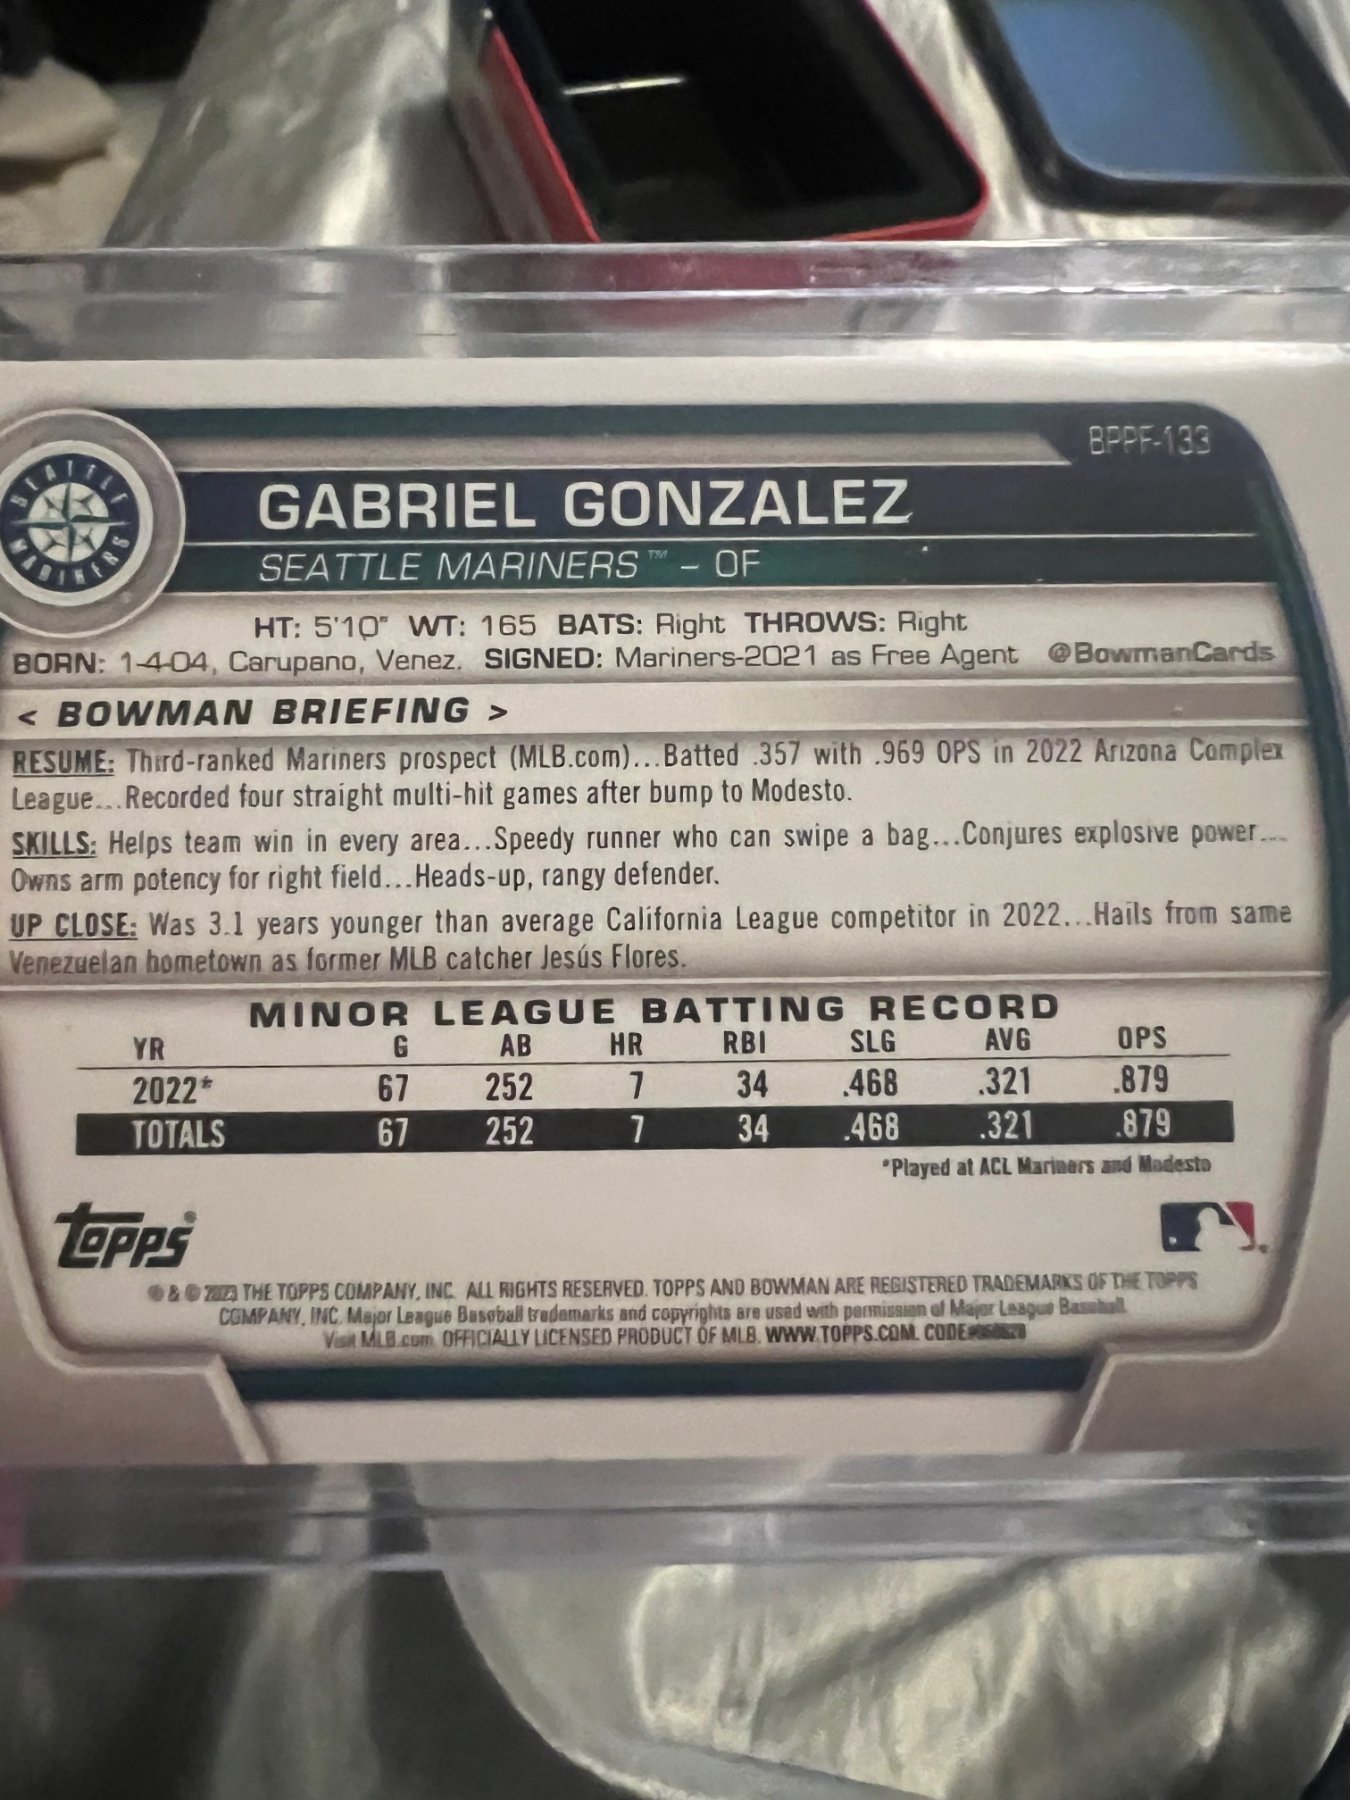 BPPF-133
SEATTLE MARINERS
GABRIEL GONZALEZ
SEATTLE MARINERS™ – OF
HT: 5'10" WT: 165 BATS: Right THROWS: Right
BORN: 1-4-04, Carupano, Venez. SIGNED: Mariners-2021 as Free Agent @BowmanCards
< BOWMAN BRIEFING >
RESUME: Third-ranked Mariners prospect (MLB.com)...Batted .357 with .969 OPS in 2022 Arizona Complex
League...Recorded four straight multi-hit games after bump to Modesto.
SKILLS: Helps team win in every area...Speedy runner who can swipe a bag...Conjures explosive power...
Owns arm potency for right field...Heads-up, rangy defender.
UP CLOSE: Was 3.1 years younger than average California League competitor in 2022...Hails from same
Venezuelan hometown as former MLB catcher Jesús Flores.
MINOR LEAGUE BATTING RECORD
YR G AB HR RBI SLG AVG OPS
2022* 67 252 7 34 .468 .321 .879
TOTALS 67 252 7 34 .468 .321 .879
*Played at ACL Mariners and Modesto
Topps®
® & © 2023 THE TOPPS COMPANY, INC. ALL RIGHTS RESERVED. TOPPS AND BOWMAN ARE REGISTERED TRADEMARKS OF THE TOPPS
COMPANY, INC. Major League Baseball trademarks and copyrights are used with permission of Major League Baseball.
Visit MLB.com. OFFICIALLY LICENSED PRODUCT OF MLB. WWW.TOPPS.COM. CODE